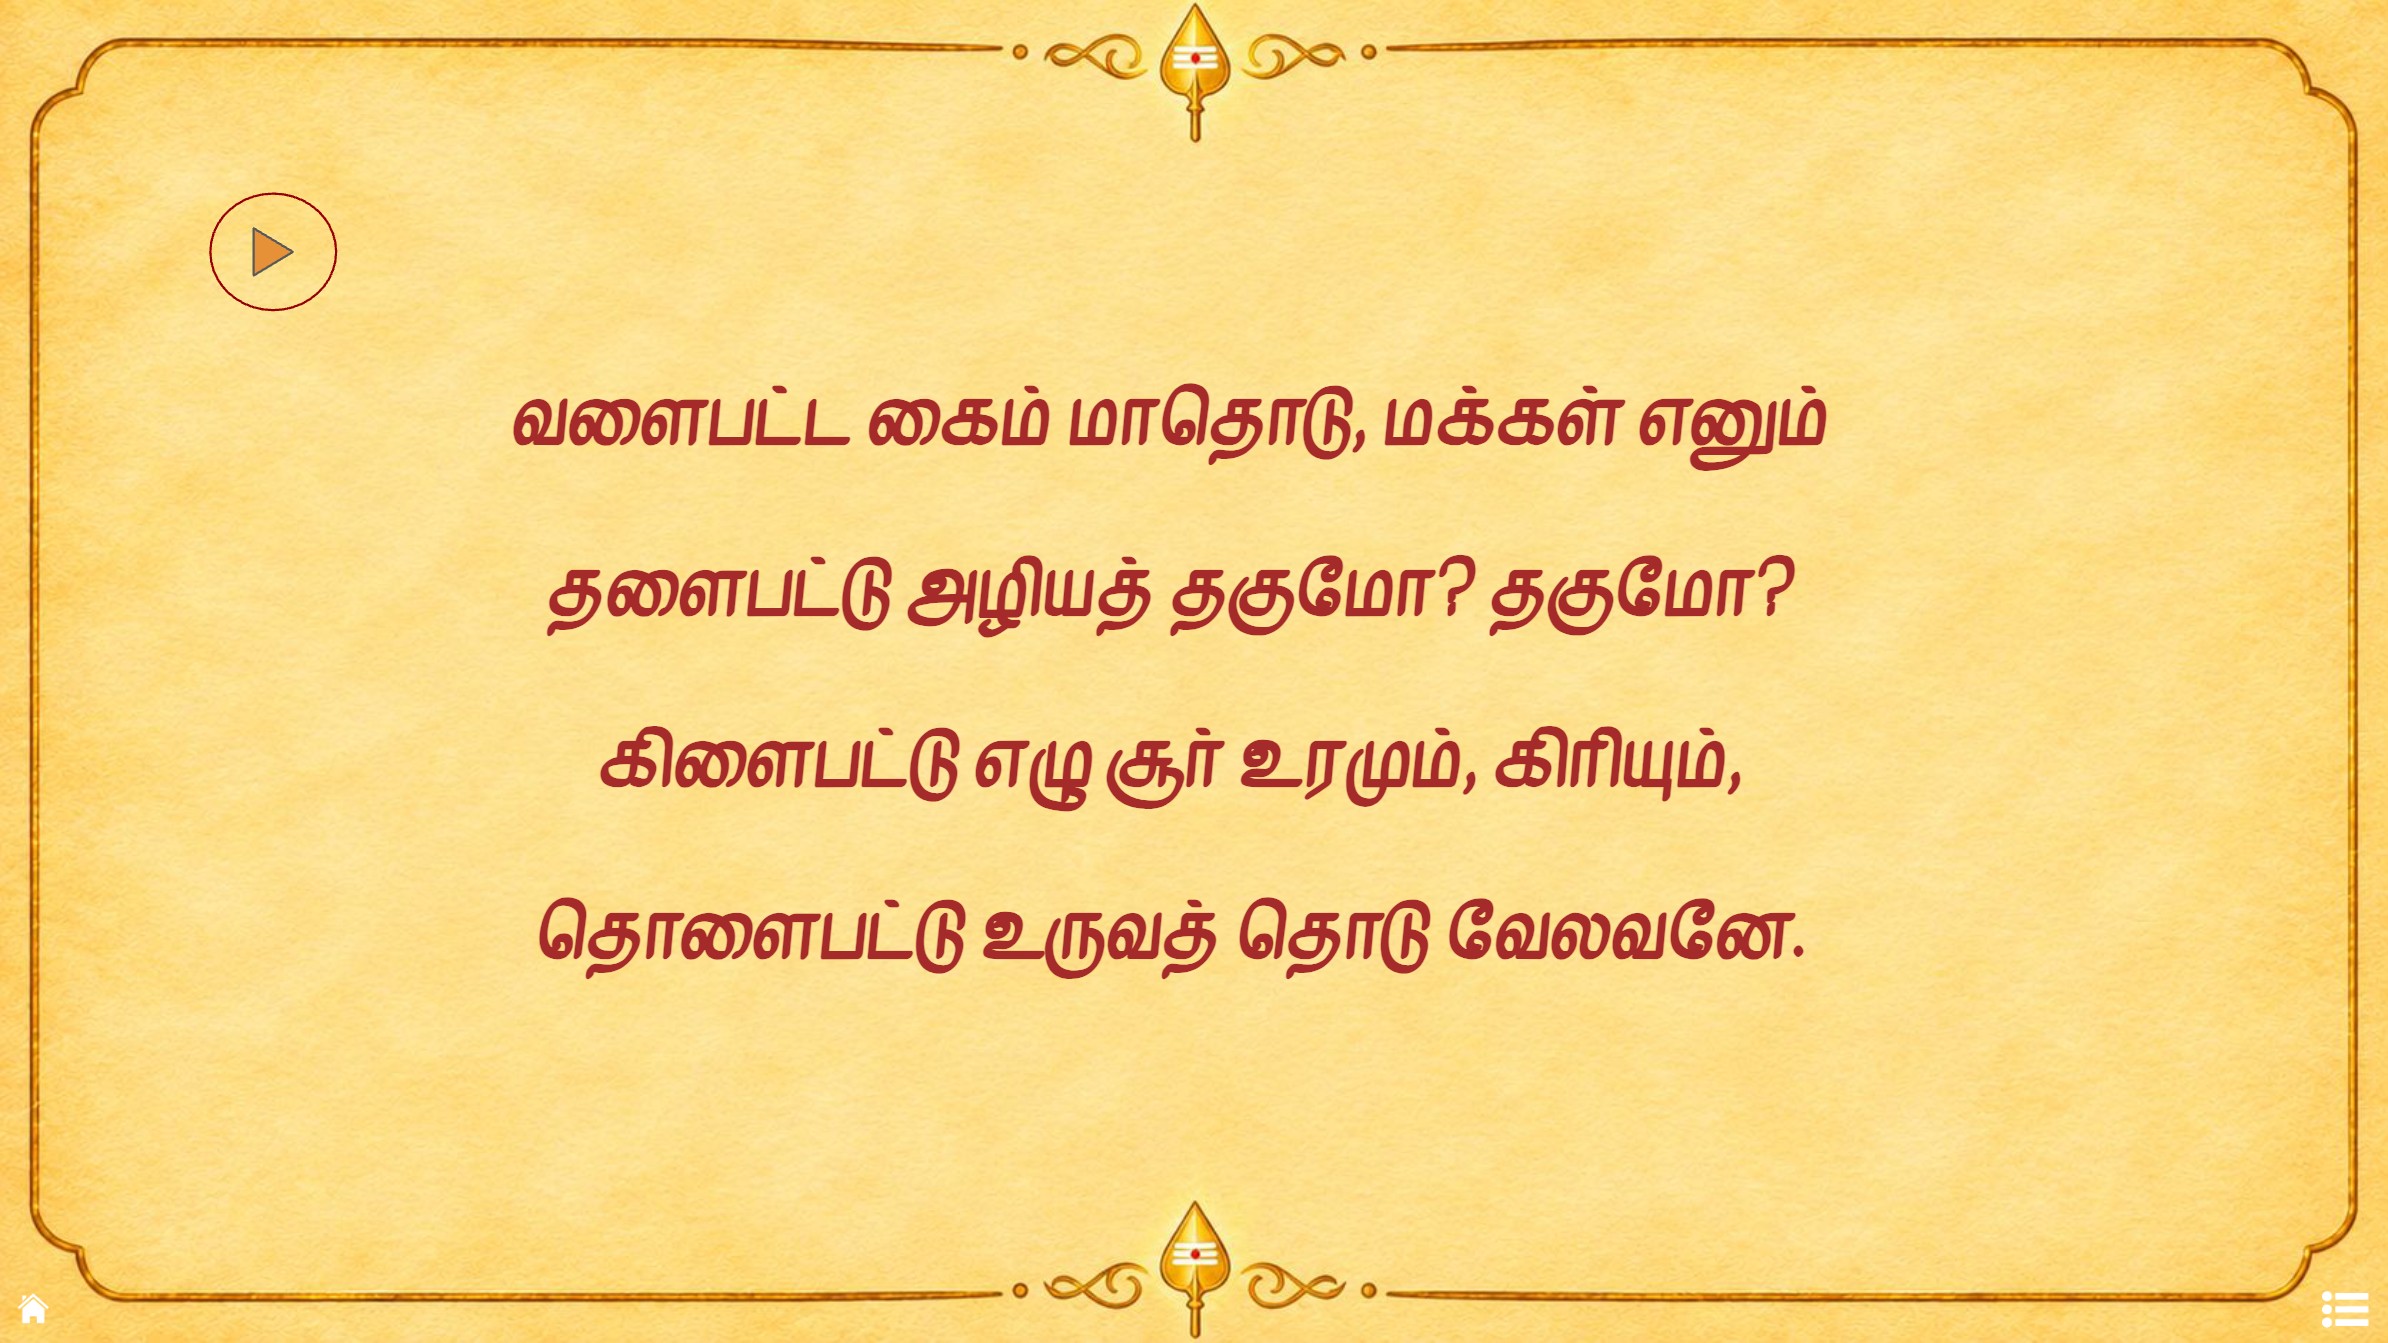 வளைபட்ட கைம் மாதொடு, மக்கள் எனும்
தளைபட்டு அழியத் தகுமோ? தகுமோ?
கிளைபட்டு எழு சூர் உரமும், கிரியும்,
தொளைபட்டு உருவத் தொடு வேலவனே.